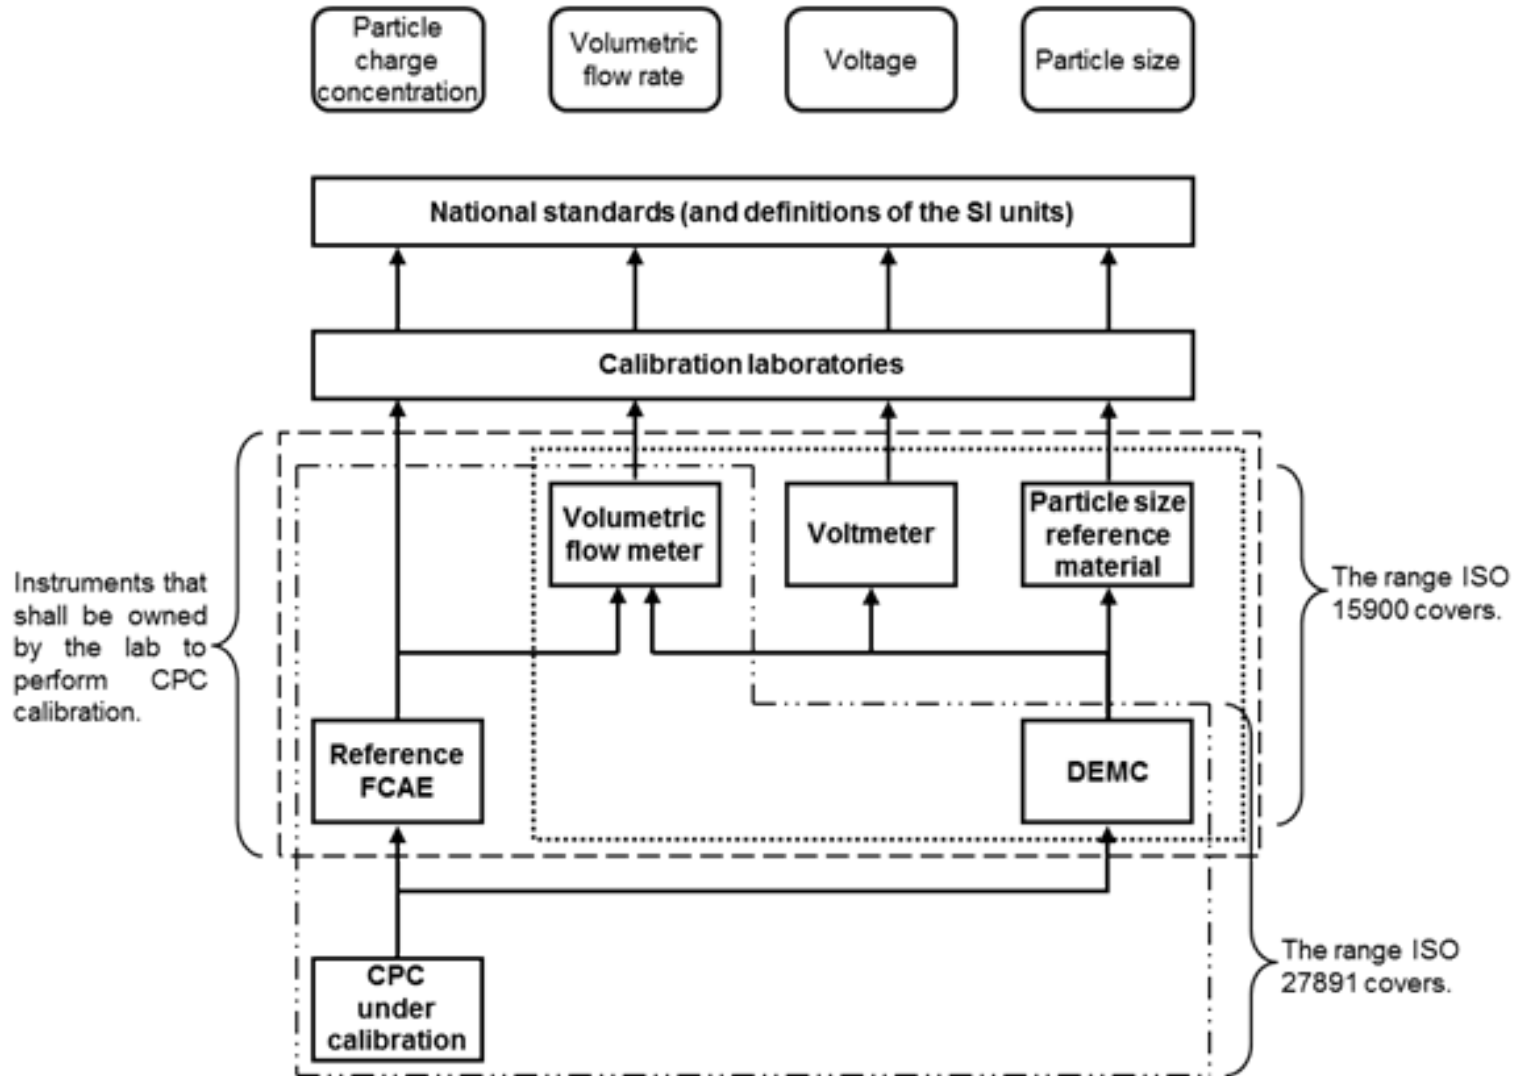 Particle
charge
concentration
Volumetric
flow rate
Voltage
Particle size
National standards (and definitions of the SI units)
Calibration laboratories
Volumetric
flow meter
Voltmeter
Particle size
reference
material
Instruments that
shall be owned
by the lab to
perform CPC
calibration.
The range ISO
15900 covers.
Reference
FCAE
DEMC
The range ISO
27891 covers.
CPC
under
calibration